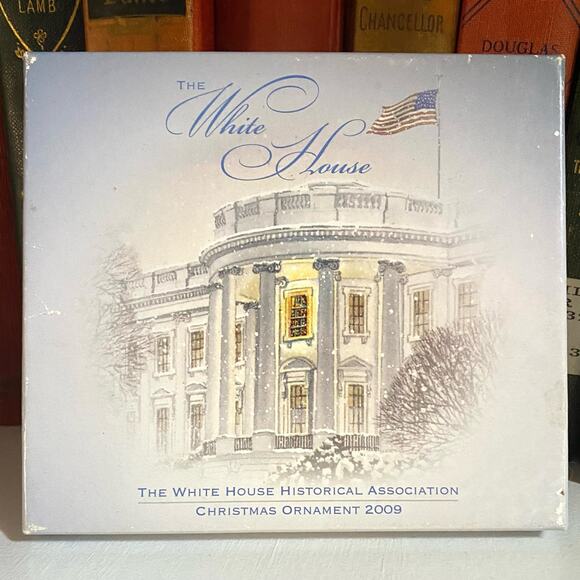 LAMB
CHANCELLOR
DOUGLAS
THE
White
House
THE WHITE HOUSE HISTORICAL ASSOCIATION
CHRISTMAS ORNAMENT 2009